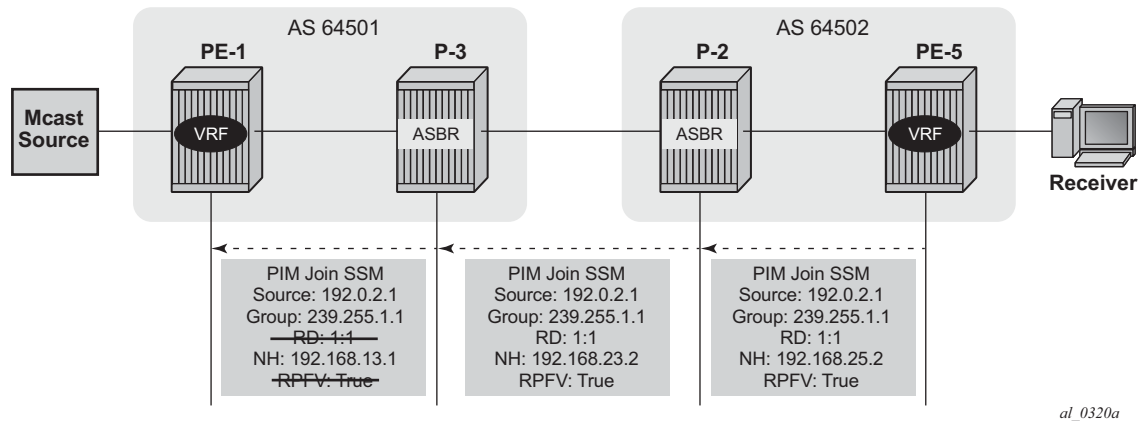 AS 64501
AS 64502
PE-1
P-3
P-2
PE-5
Mcast
Source
VRF
ASBR
ASBR
VRF
Receiver
PIM Join SSM
Source: 192.0.2.1
Group: 239.255.1.1
RD: 1:1
NH: 192.168.13.1
RPFV: True
PIM Join SSM
Source: 192.0.2.1
Group: 239.255.1.1
RD: 1:1
NH: 192.168.23.2
RPFV: True
PIM Join SSM
Source: 192.0.2.1
Group: 239.255.1.1
RD: 1:1
NH: 192.168.25.2
RPFV: True
al_0320a